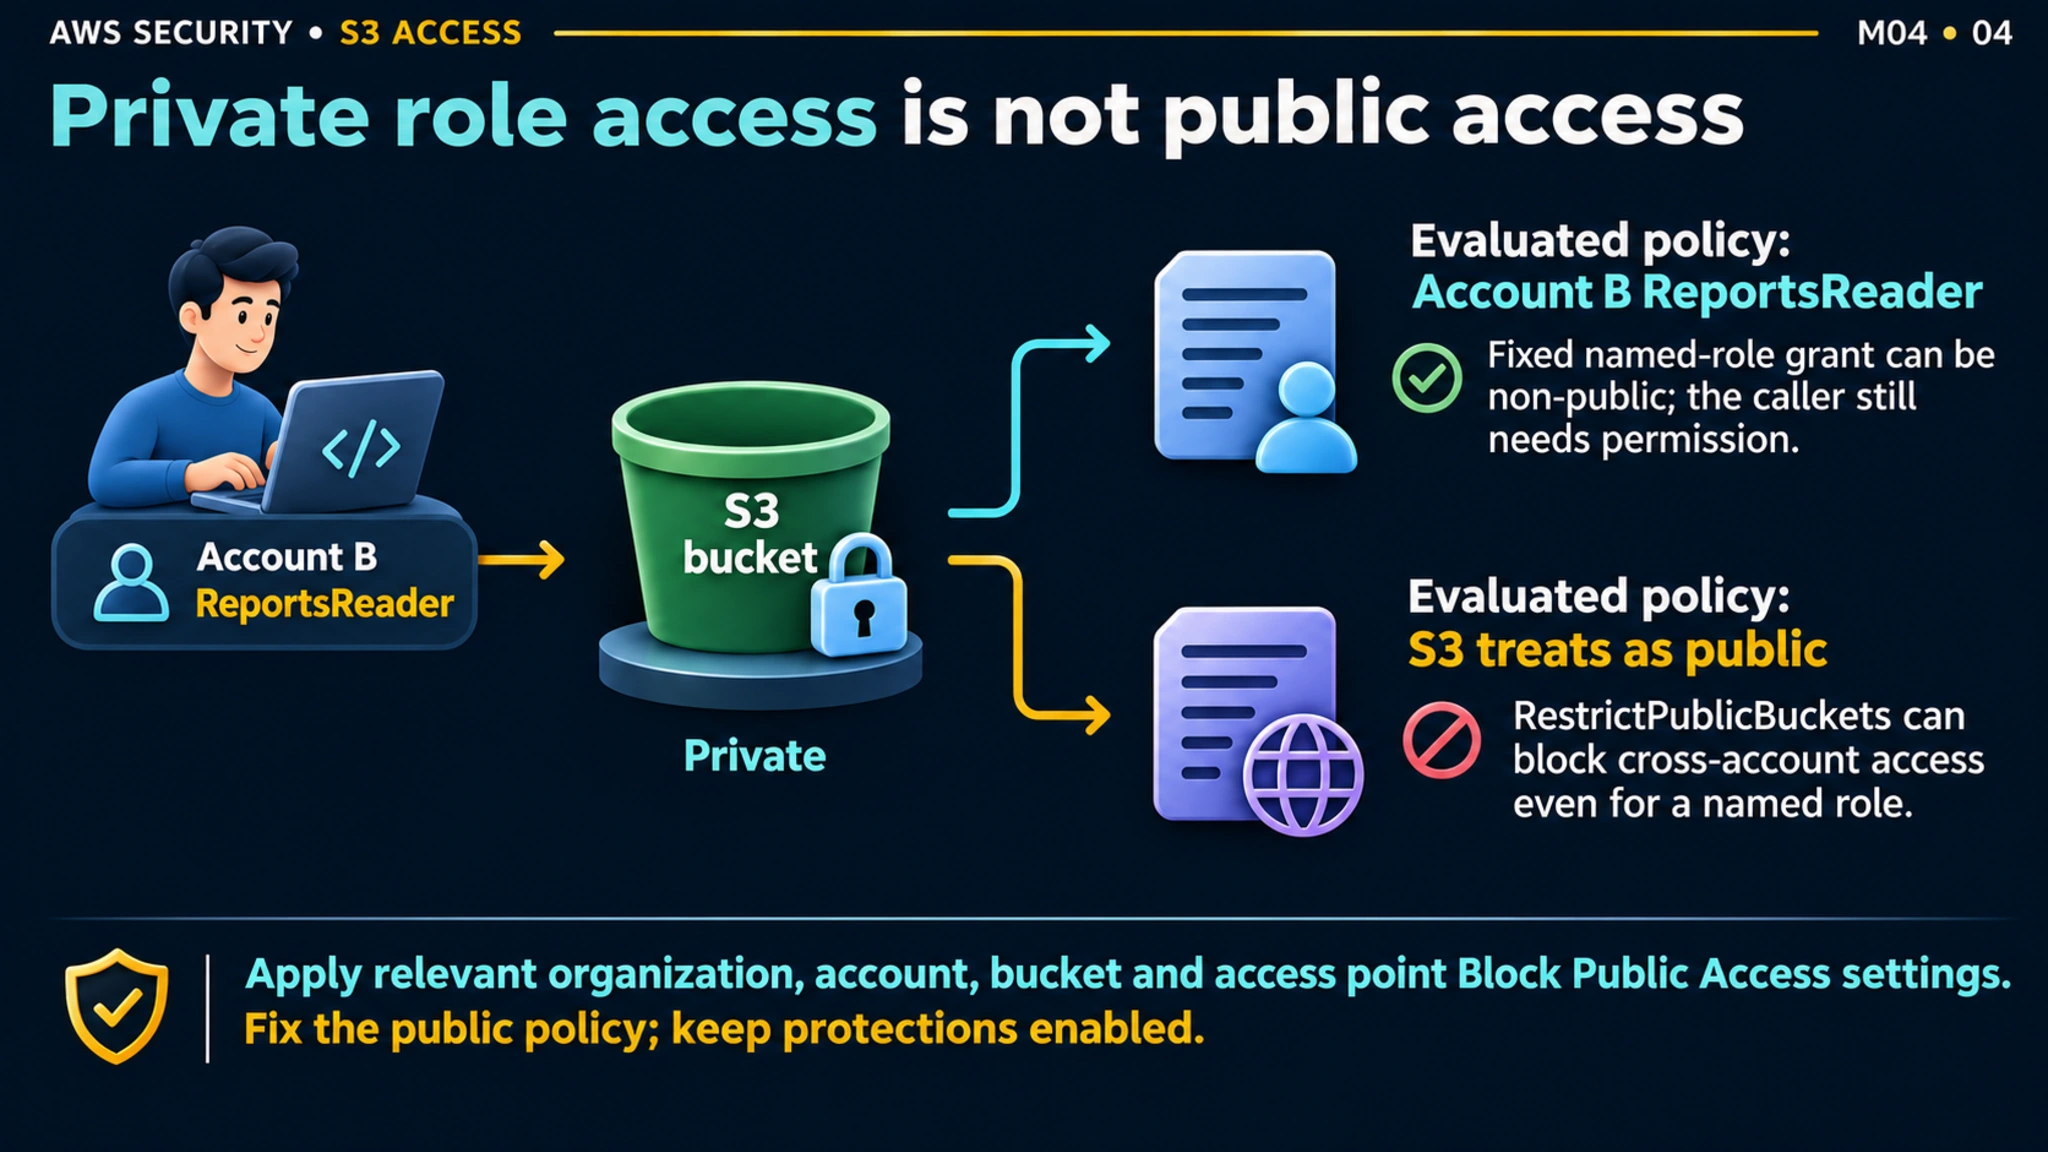 AWS SECURITY • S3 ACCESS
M04 • 04
Private role access is not public access
Account B
ReportsReader
</>
S3
bucket
Private
Evaluated policy:
Account B ReportsReader
Fixed named-role grant can be
non-public; the caller still
needs permission.
Evaluated policy:
S3 treats as public
RestrictPublicBuckets can
block cross-account access
even for a named role.
Apply relevant organization, account, bucket and access point Block Public Access settings.
Fix the public policy; keep protections enabled.